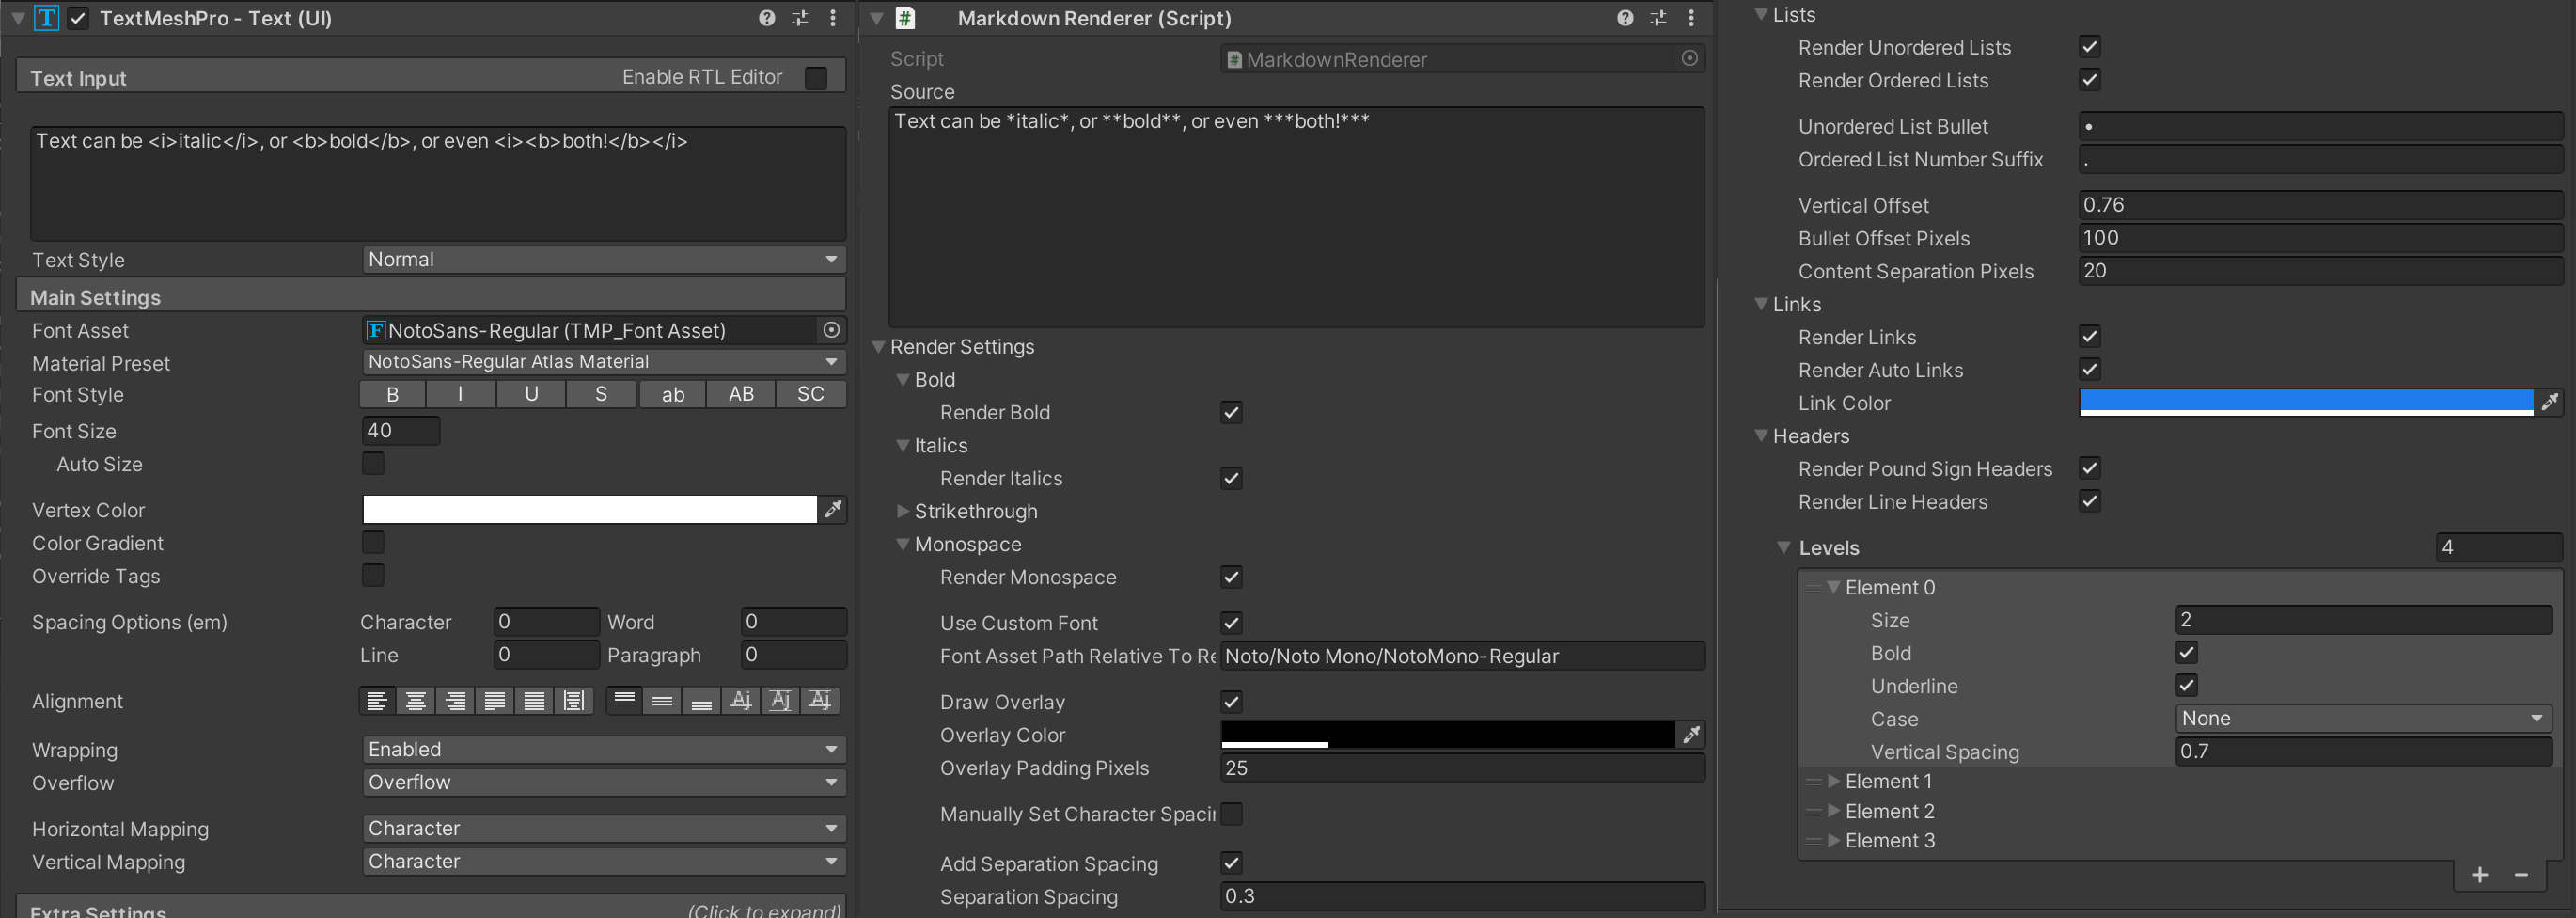 TextMeshPro - Text (UI)
Text Input
Enable RTL Editor
Text can be <i>italic</i>, or <b>bold</b>, or even <i><b>both!</b></i>
Text Style Normal
Main Settings
Font Asset F NotoSans-Regular (TMP_Font Asset)
Material Preset NotoSans-Regular Atlas Material
Font Style B I U S ab AB SC
Font Size 40
Auto Size
Vertex Color
Color Gradient
Override Tags
Spacing Options (em) Character 0 Word 0
Line 0 Paragraph 0
Alignment
Wrapping Enabled
Overflow Overflow
Horizontal Mapping Character
Vertical Mapping Character
Extra Settings (Click to expand)
# Markdown Renderer (Script)
Script # MarkdownRenderer
Source
Text can be *italic*, or **bold**, or even ***both!***
Render Settings
Bold
Render Bold
Italics
Render Italics
Strikethrough
Monospace
Render Monospace
Use Custom Font
Font Asset Path Relative To Re Noto/Noto Mono/NotoMono-Regular
Draw Overlay
Overlay Color
Overlay Padding Pixels 25
Manually Set Character Spacin
Add Separation Spacing
Separation Spacing 0.3
Lists
Render Unordered Lists
Render Ordered Lists
Unordered List Bullet •
Ordered List Number Suffix .
Vertical Offset 0.76
Bullet Offset Pixels 100
Content Separation Pixels 20
Links
Render Links
Render Auto Links
Link Color
Headers
Render Pound Sign Headers
Render Line Headers
Levels 4
Element 0
Size 2
Bold
Underline
Case None
Vertical Spacing 0.7
Element 1
Element 2
Element 3
+ −